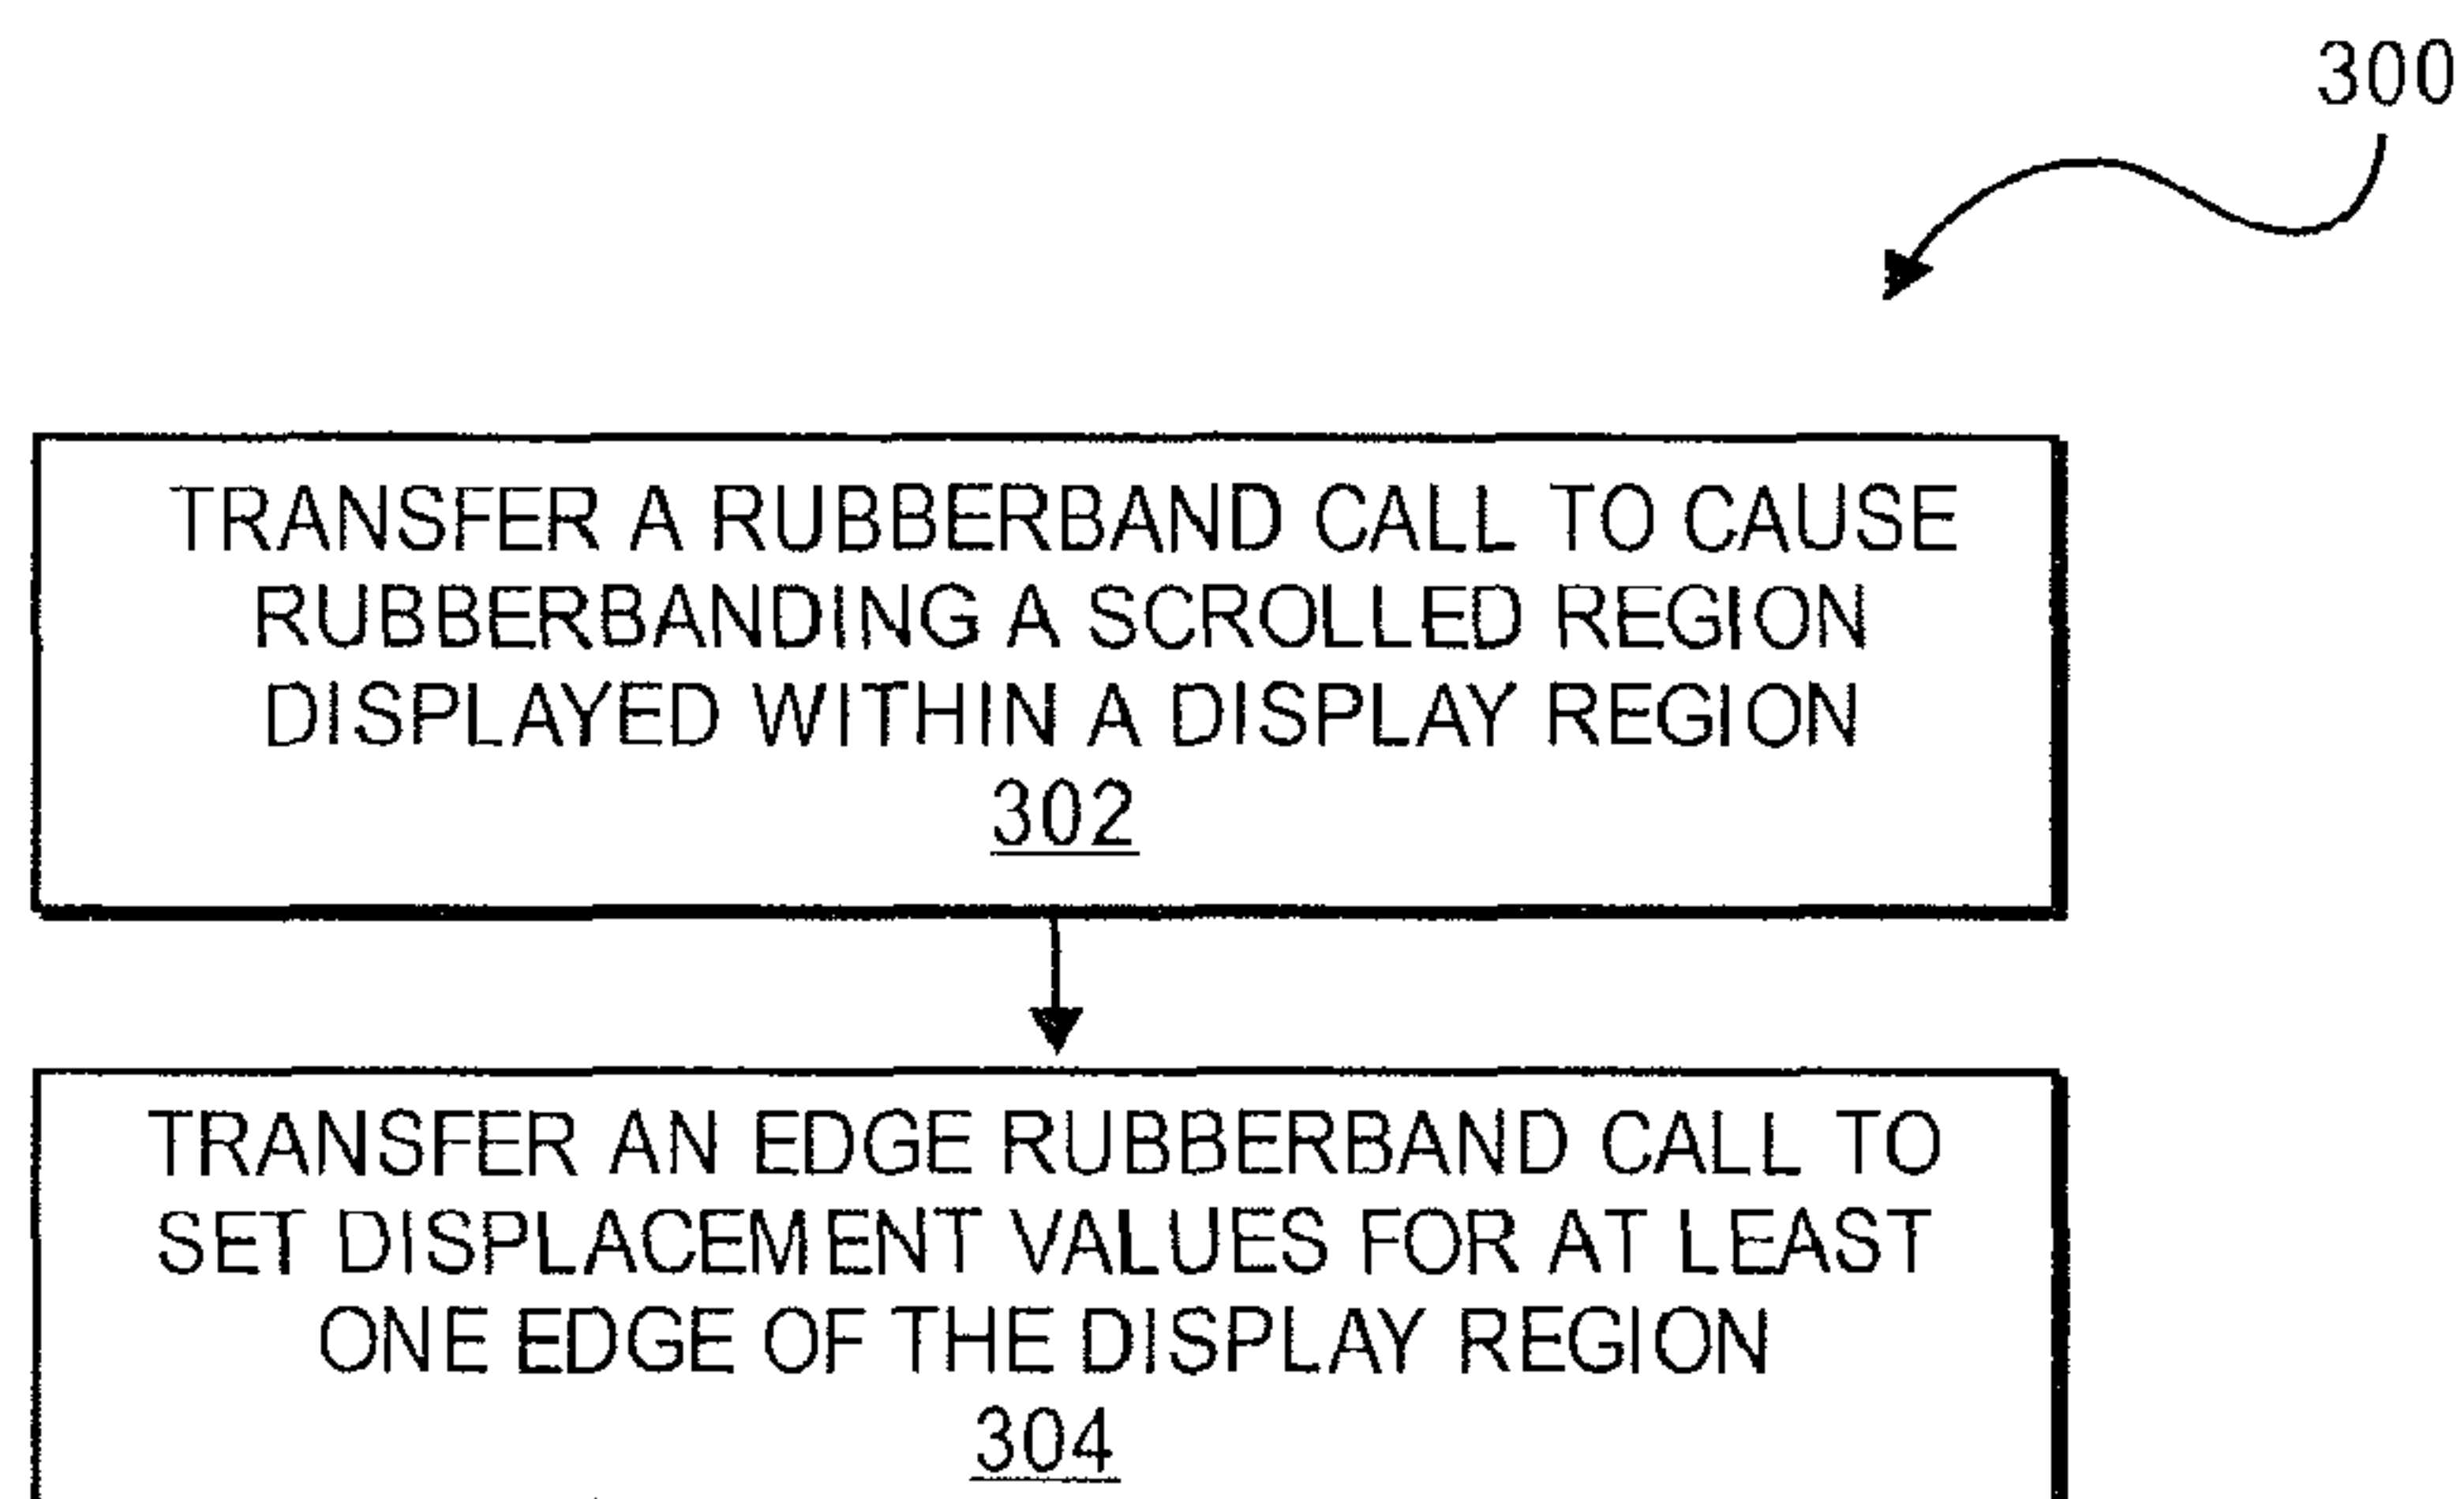 300
TRANSFER A RUBBERBAND CALL TO CAUSE
RUBBERBANDING A SCROLLED REGION
DISPLAYED WITHIN A DISPLAY REGION
302
TRANSFER AN EDGE RUBBERBAND CALL TO
SET DISPLACEMENT VALUES FOR AT LEAST
ONE EDGE OF THE DISPLAY REGION
304